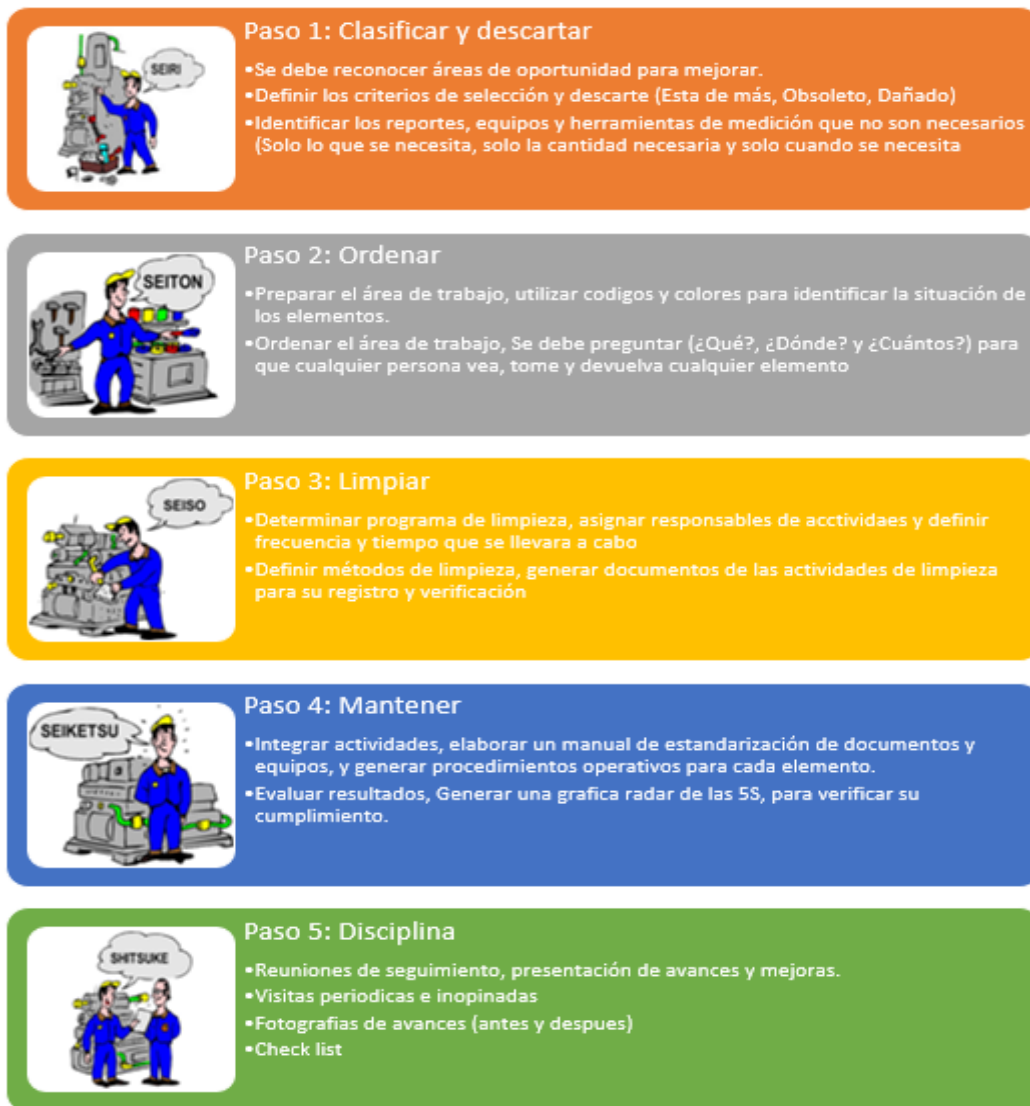 Paso 1: Clasificar y descartar
SEIRI
•Se debe reconocer áreas de oportunidad para mejorar.
•Definir los criterios de selección y descarte (Esta de más, Obsoleto, Dañado)
•Identificar los reportes, equipos y herramientas de medición que no son necesarios
(Solo lo que se necesita, solo la cantidad necesaria y solo cuando se necesita
Paso 2: Ordenar
SEITON
•Preparar el área de trabajo, utilizar codigos y colores para identificar la situación de
los elementos.
•Ordenar el área de trabajo, Se debe preguntar (¿Qué?, ¿Dónde? y ¿Cuántos?) para
que cualquier persona vea, tome y devuelva cualquier elemento
Paso 3: Limpiar
SEISO
•Determinar programa de limpieza, asignar responsables de acctividaes y definir
frecuencia y tiempo que se llevara a cabo
•Definir métodos de limpieza, generar documentos de las actividades de limpieza
para su registro y verificación
Paso 4: Mantener
SEIKETSU
•Integrar actividades, elaborar un manual de estandarización de documentos y
equipos, y generar procedimientos operativos para cada elemento.
•Evaluar resultados, Generar una grafica radar de las 5S, para verificar su
cumplimiento.
Paso 5: Disciplina
SHITSUKE
•Reuniones de seguimiento, presentación de avances y mejoras.
•Visitas periodicas e inopinadas
•Fotografias de avances (antes y despues)
•Check list